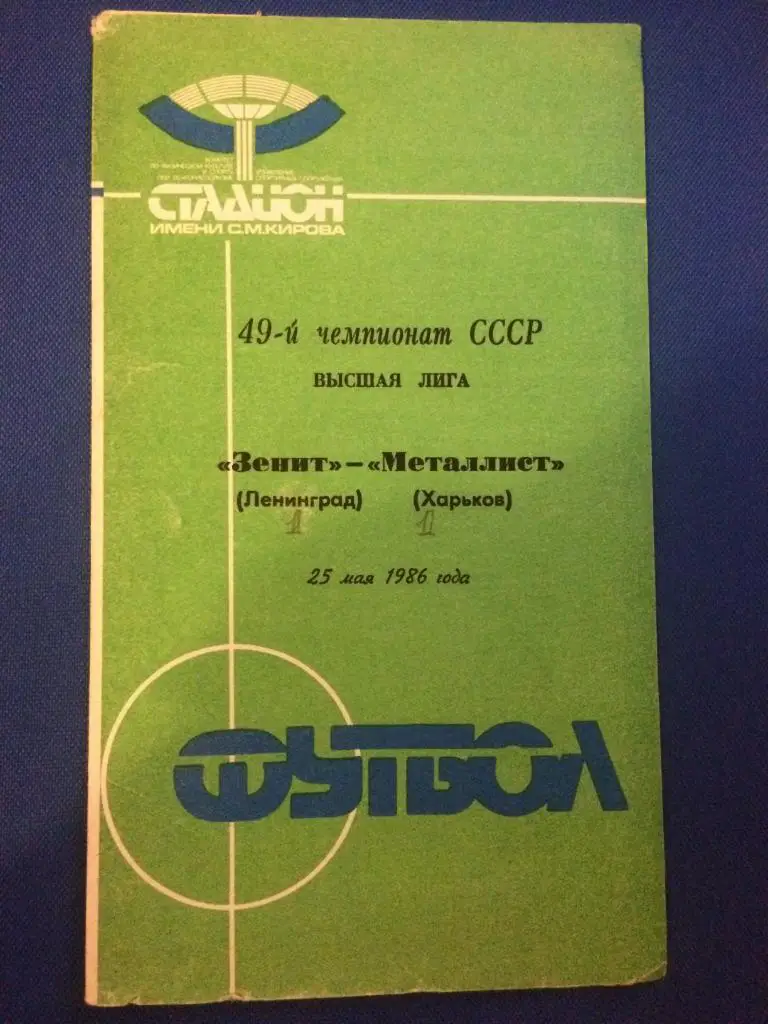 СТАДИОН
ИМЕНИ С.М.КИРОВА
49-й чемпионат СССР
ВЫСШАЯ ЛИГА
«Зенит» – «Металлист»
(Ленинград) (Харьков)
1 1
25 мая 1986 года
ФУТБОЛ